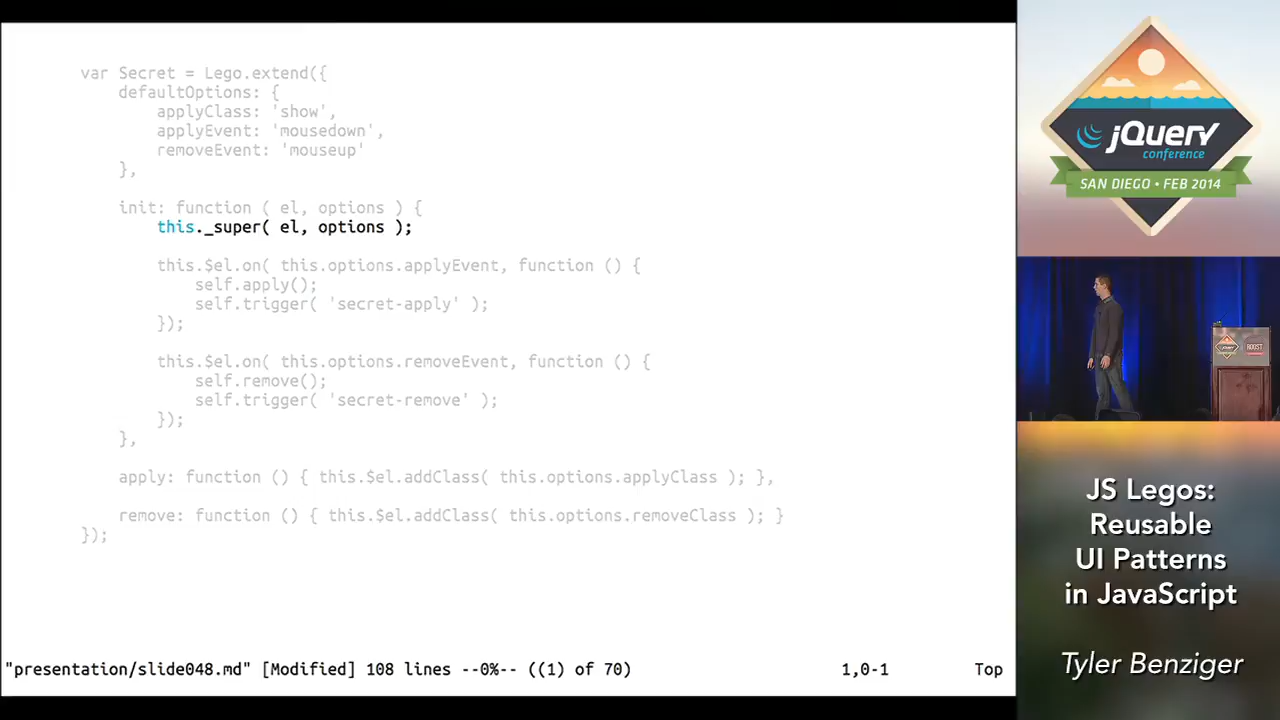 var Secret = Lego.extend({
defaultOptions: {
applyClass: 'show',
applyEvent: 'mousedown',
removeEvent: 'mouseup'
},
init: function ( el, options ) {
this._super( el, options );
this.$el.on( this.options.applyEvent, function () {
self.apply();
self.trigger( 'secret-apply' );
});
this.$el.on( this.options.removeEvent, function () {
self.remove();
self.trigger( 'secret-remove' );
});
},
apply: function () { this.$el.addClass( this.options.applyClass ); },
remove: function () { this.$el.addClass( this.options.removeClass ); }
});
"presentation/slide048.md" [Modified] 108 lines --0%-- ((1) of 70)
1,0-1
Top
jQuery
conference
SAN DIEGO • FEB 2014
BOOST
JS Legos:
Reusable
UI Patterns
in JavaScript
Tyler Benziger